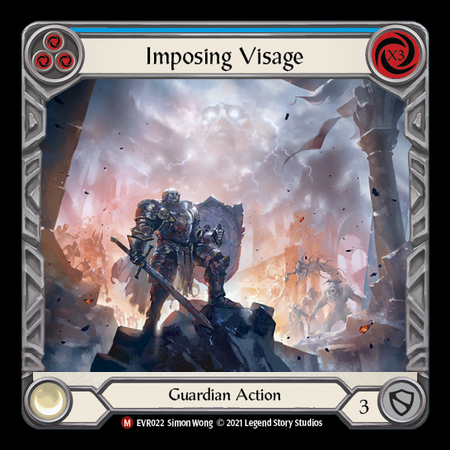 Imposing Visage
X3
Guardian Action
3
M EVR022 Simon Wong © 2021 Legend Story Studios